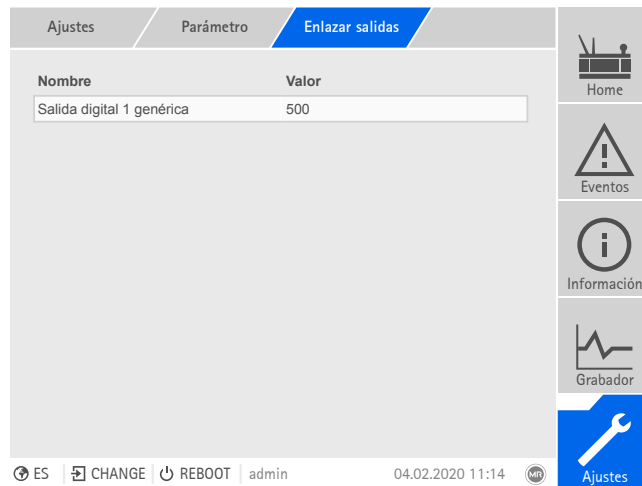 Ajustes Parámetro Enlazar salidas
Nombre Valor
Salida digital 1 genérica 500
Home
Eventos
Información
Grabador
Ajustes
ES CHANGE REBOOT admin 04.02.2020 11:14 MR